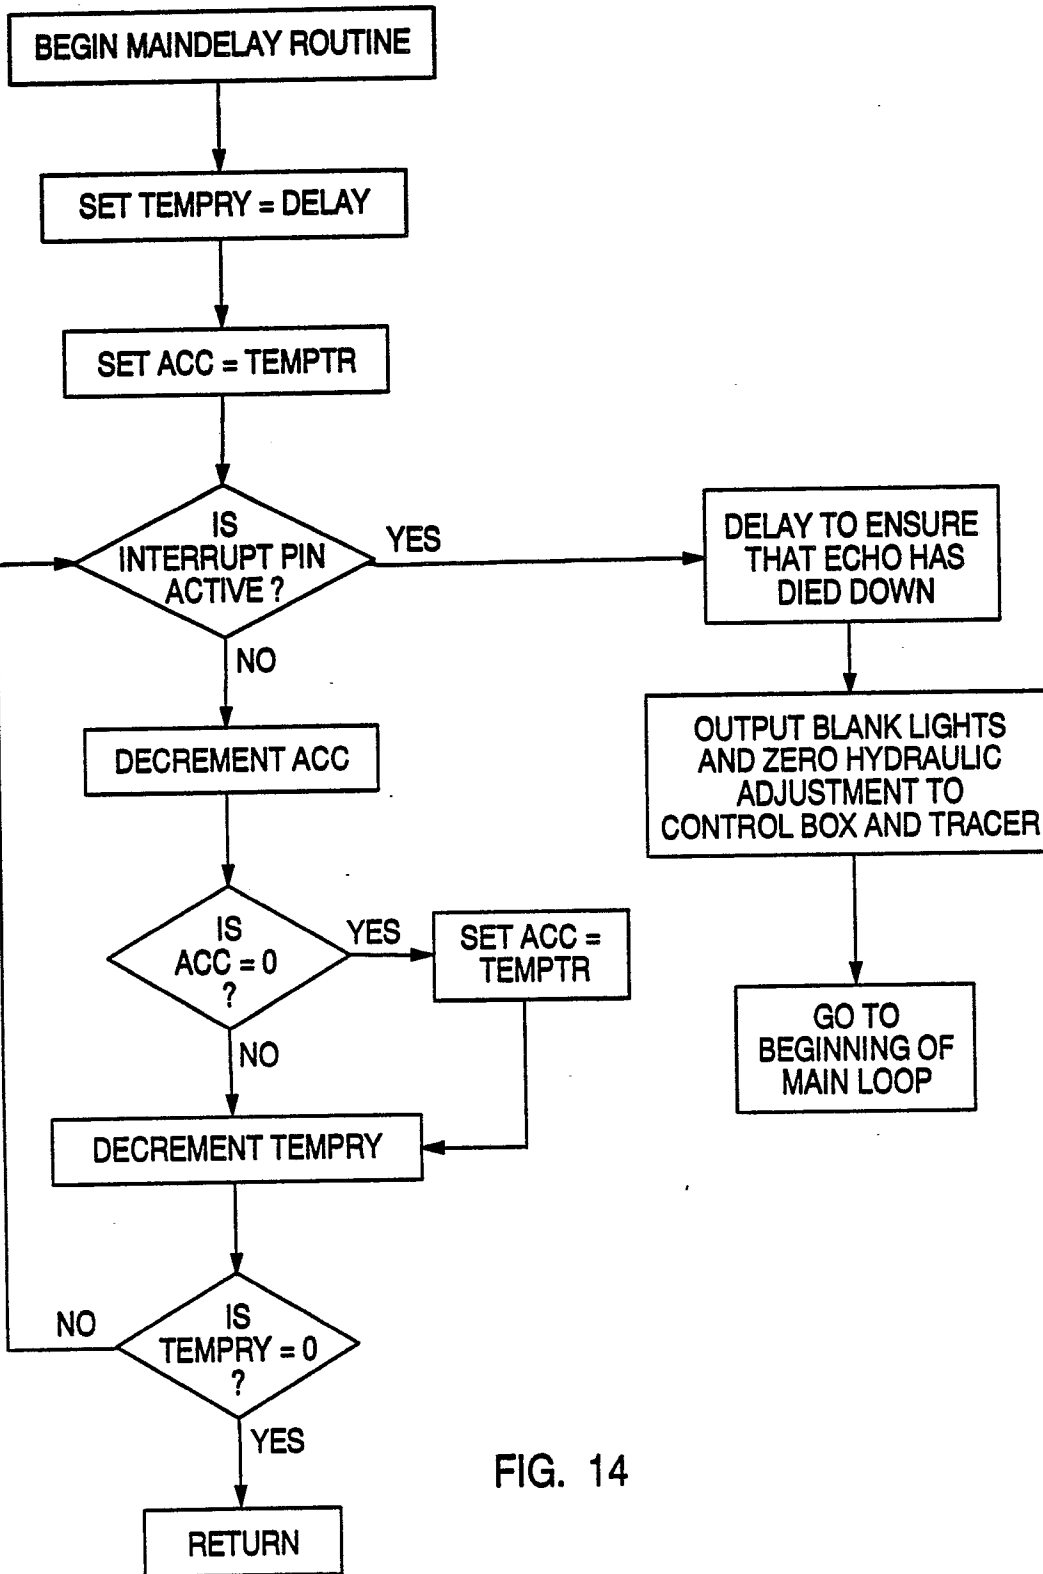 BEGIN MAINDELAY ROUTINE
SET TEMPRY = DELAY
SET ACC = TEMPTR
IS
INTERRUPT PIN
ACTIVE ?
YES
NO
DELAY TO ENSURE
THAT ECHO HAS
DIED DOWN
OUTPUT BLANK LIGHTS
AND ZERO HYDRAULIC
ADJUSTMENT TO
CONTROL BOX AND TRACER
GO TO
BEGINNING OF
MAIN LOOP
DECREMENT ACC
IS
ACC = 0
?
YES
SET ACC =
TEMPTR
NO
DECREMENT TEMPRY
IS
TEMPRY = 0
?
NO
YES
RETURN
FIG. 14